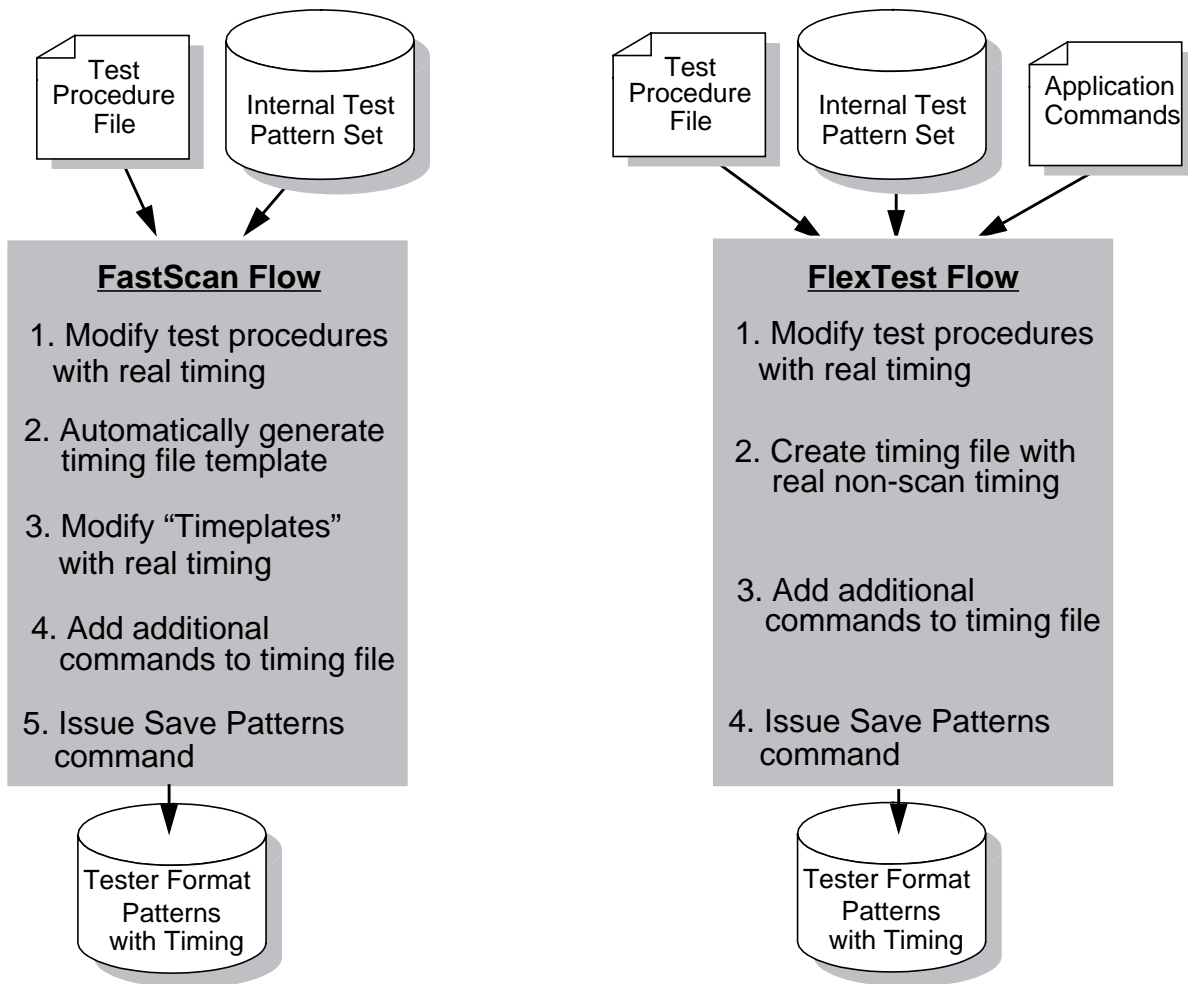 Test
Procedure
File
Internal Test
Pattern Set
FastScan Flow
1. Modify test procedures
with real timing
2. Automatically generate
timing file template
3. Modify “Timeplates”
with real timing
4. Add additional
commands to timing file
5. Issue Save Patterns
command
Tester Format
Patterns
with Timing
Test
Procedure
File
Internal Test
Pattern Set
Application
Commands
FlexTest Flow
1. Modify test procedures
with real timing
2. Create timing file with
real non-scan timing
3. Add additional
commands to timing file
4. Issue Save Patterns
command
Tester Format
Patterns
with Timing